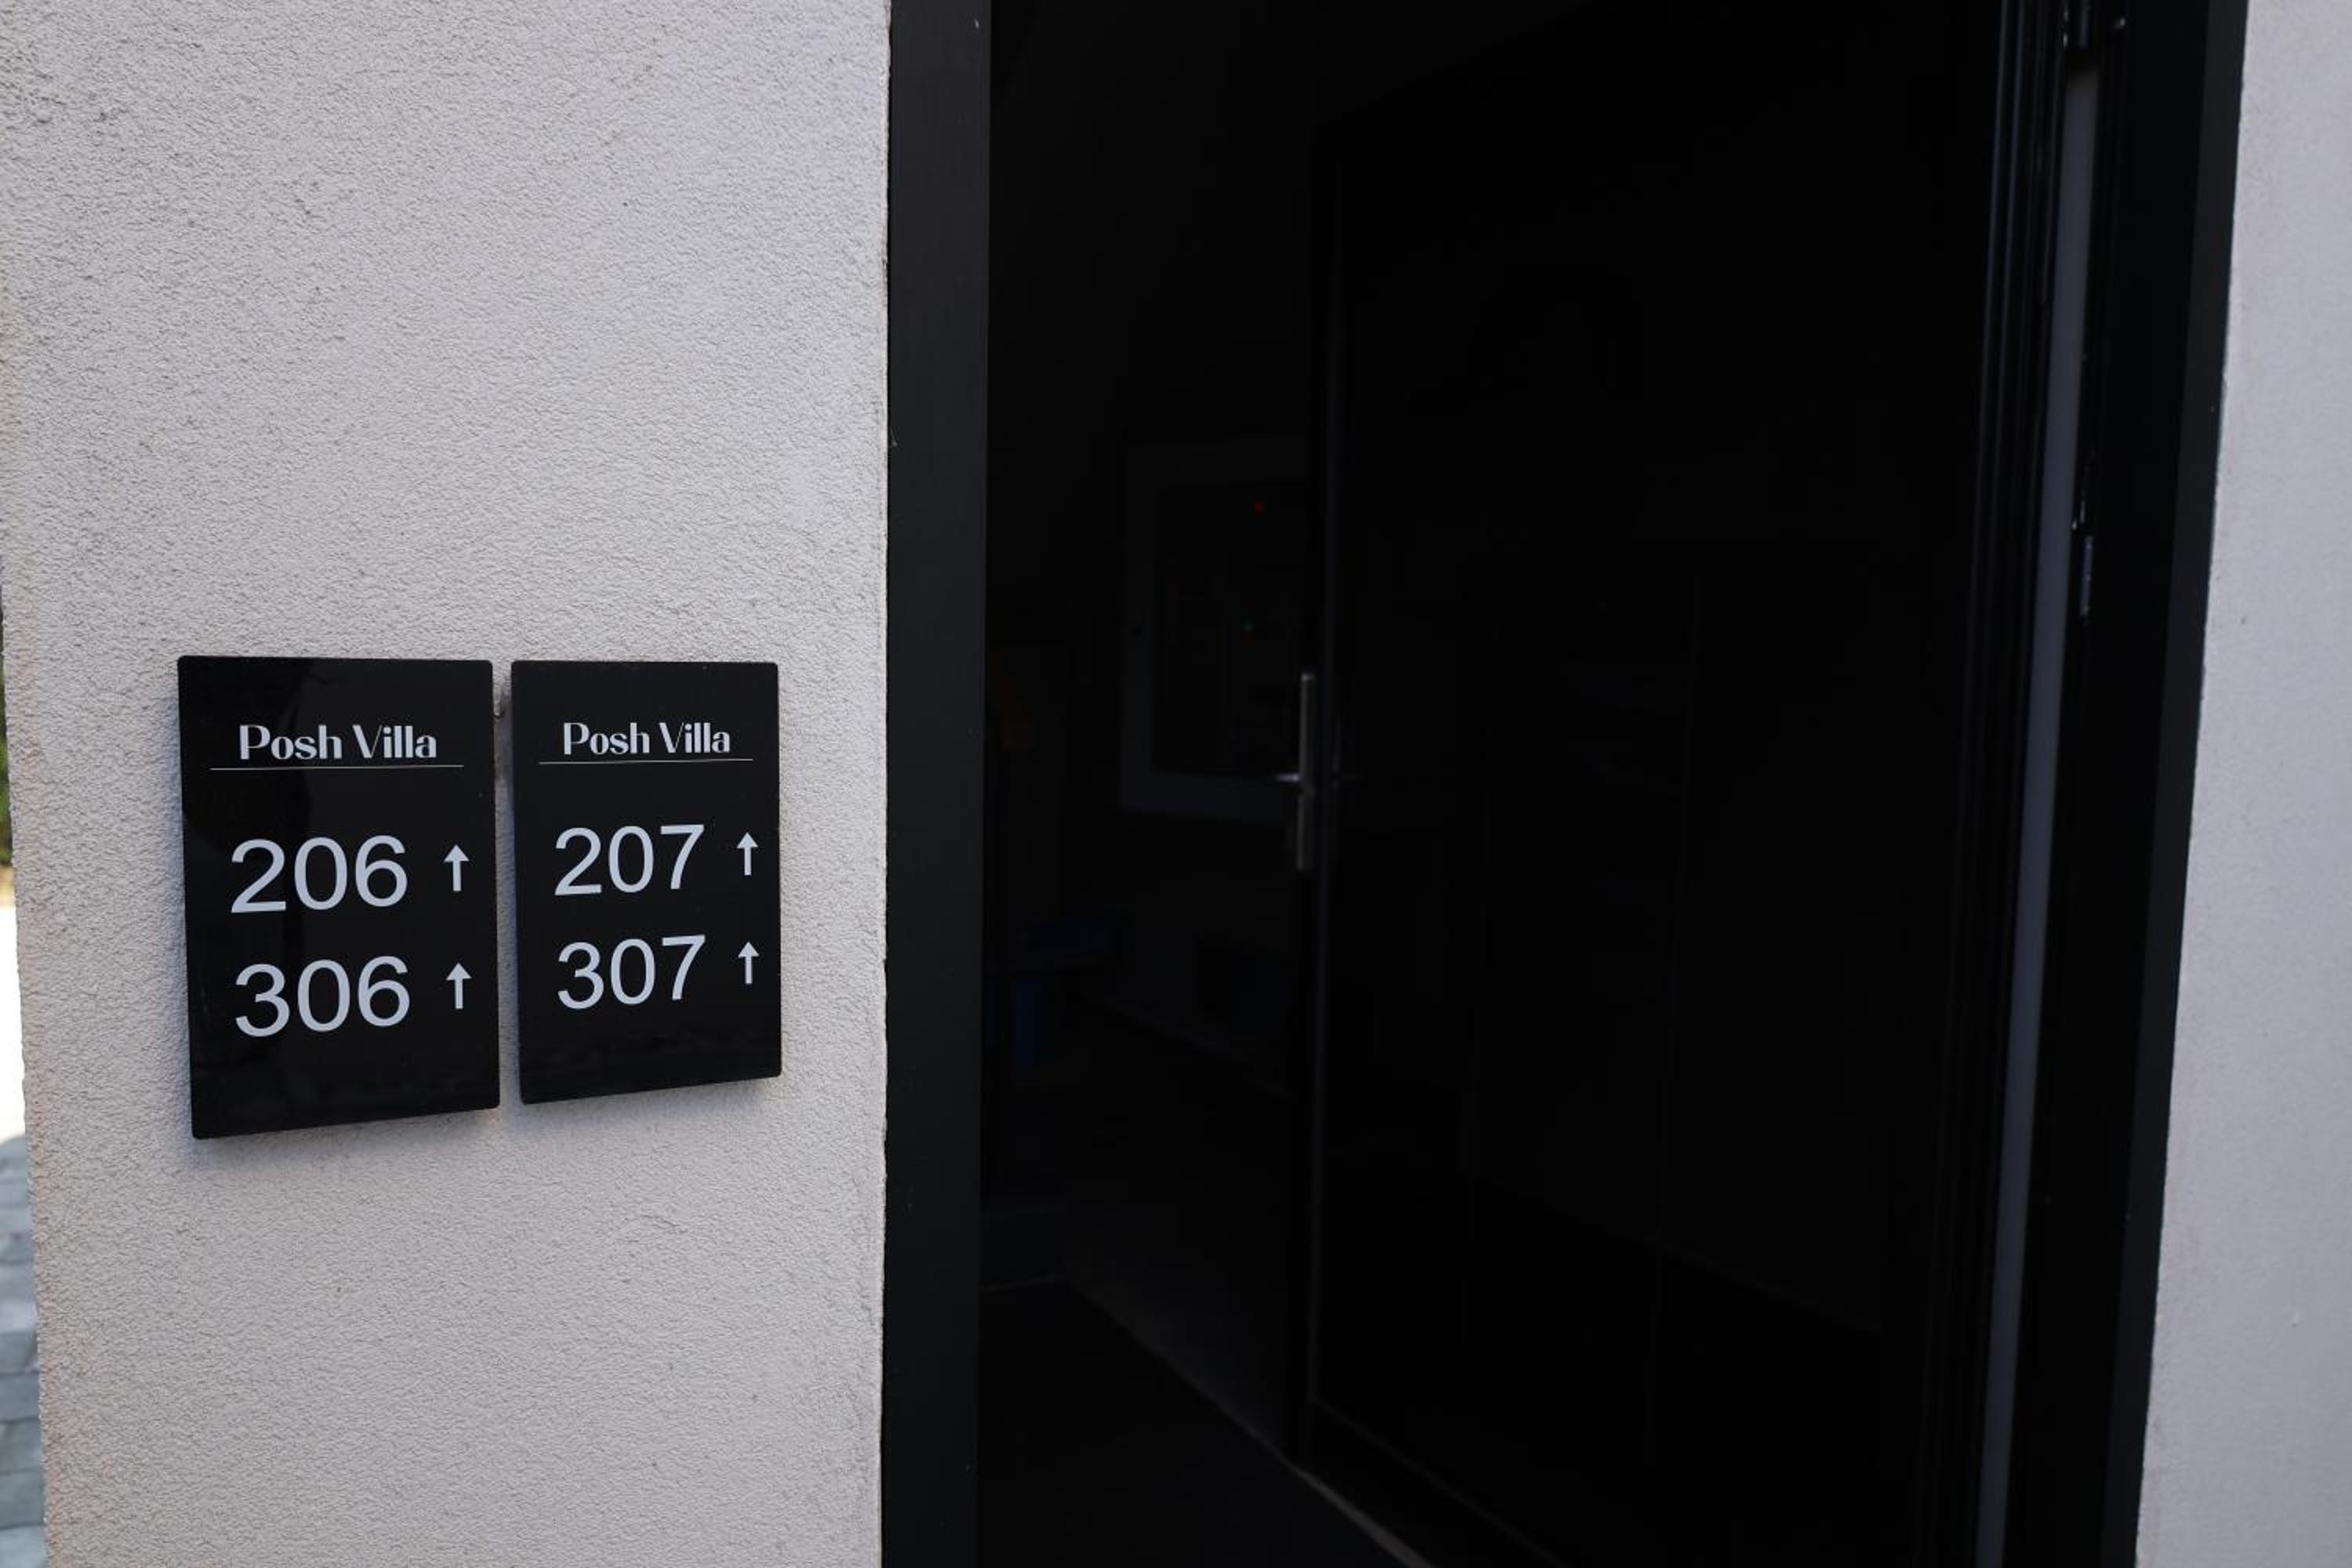 Posh Villa
206 ↑
306 ↑
Posh Villa
207 ↑
307 ↑